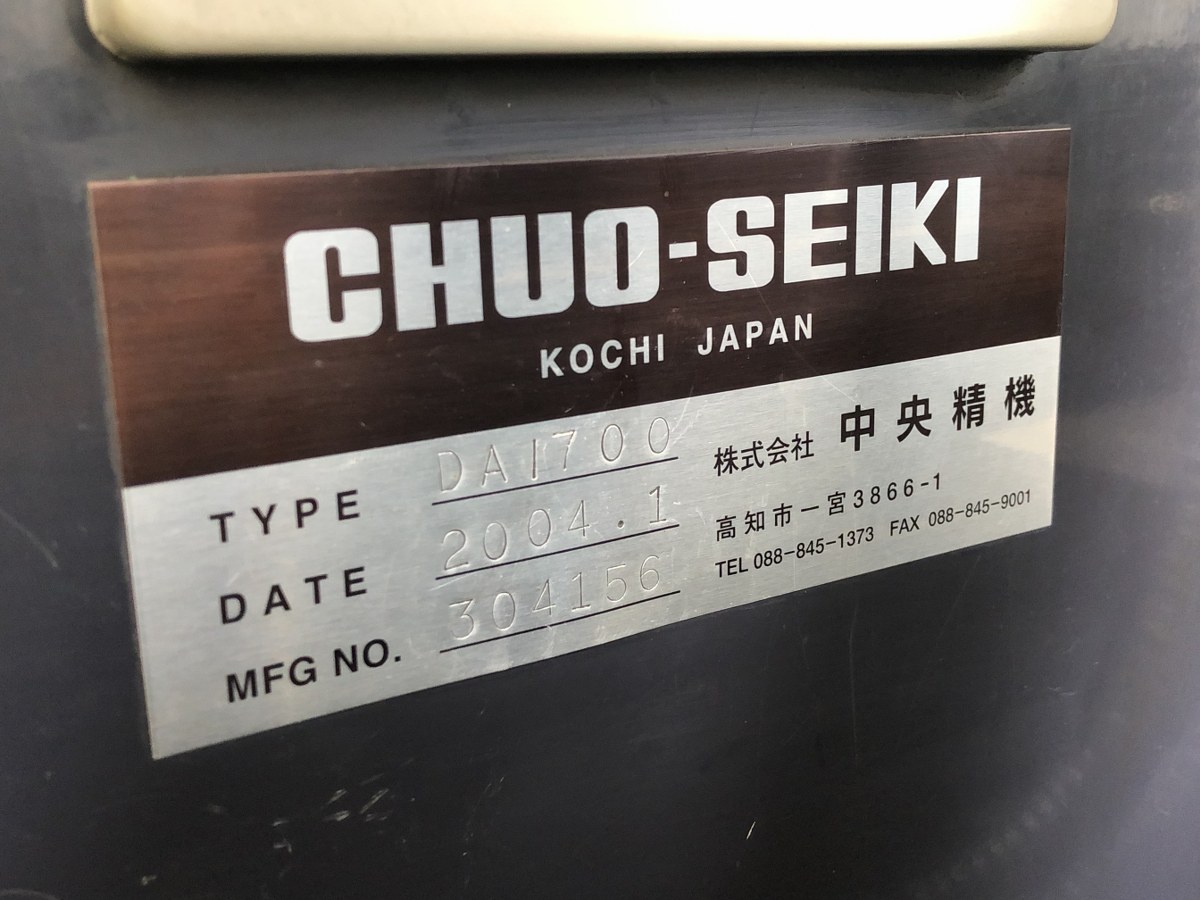 CHUO-SEIKI
KOCHI JAPAN
TYPE DA1700
DATE 2004.1
MFG NO. 304156
株式会社 中央精機
高知市一宮3866-1
TEL 088-845-1373 FAX 088-845-9001